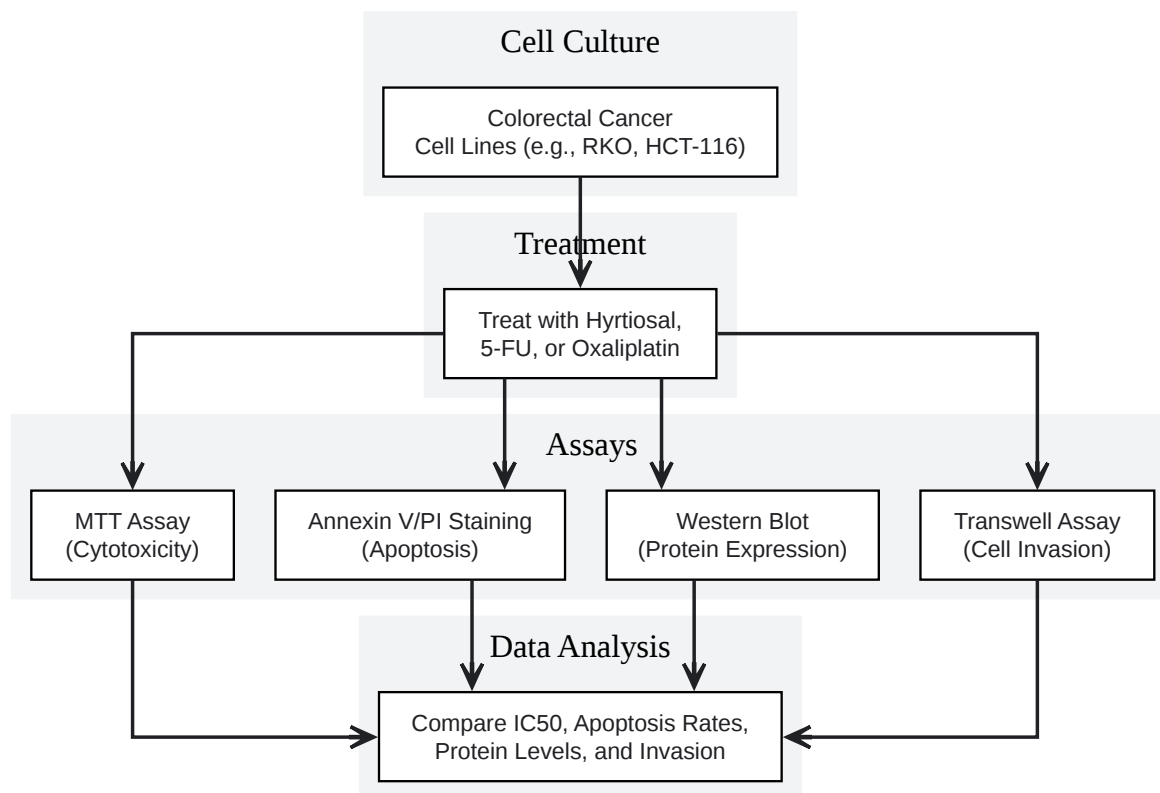 Cell Culture
Colorectal Cancer
Cell Lines (e.g., RKO, HCT-116)
Treatment
Treat with Hyrtiosal,
5-FU, or Oxaliplatin
Assays
MTT Assay
(Cytotoxicity)
Annexin V/PI Staining
(Apoptosis)
Western Blot
(Protein Expression)
Transwell Assay
(Cell Invasion)
Data Analysis
Compare IC50, Apoptosis Rates,
Protein Levels, and Invasion